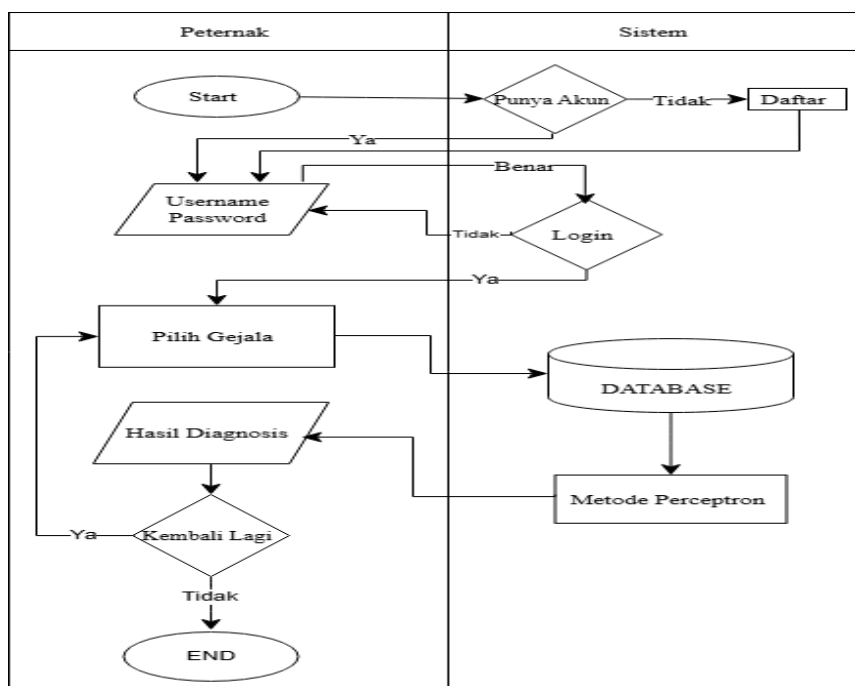 Peternak
Sistem
Start
Punya Akun
Tidak
Daftar
Ya
Benar
Username
Password
Tidak
Login
Ya
Pilih Gejala
DATABASE
Hasil Diagnosis
Metode Perceptron
Ya
Kembali Lagi
Tidak
END